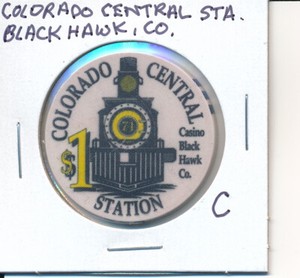 COLORADO CENTRAL STA.
BLACK HAWK, CO.
COLORADO CENTRAL
71
$1
Casino
Black
Hawk
Co.
STATION
C